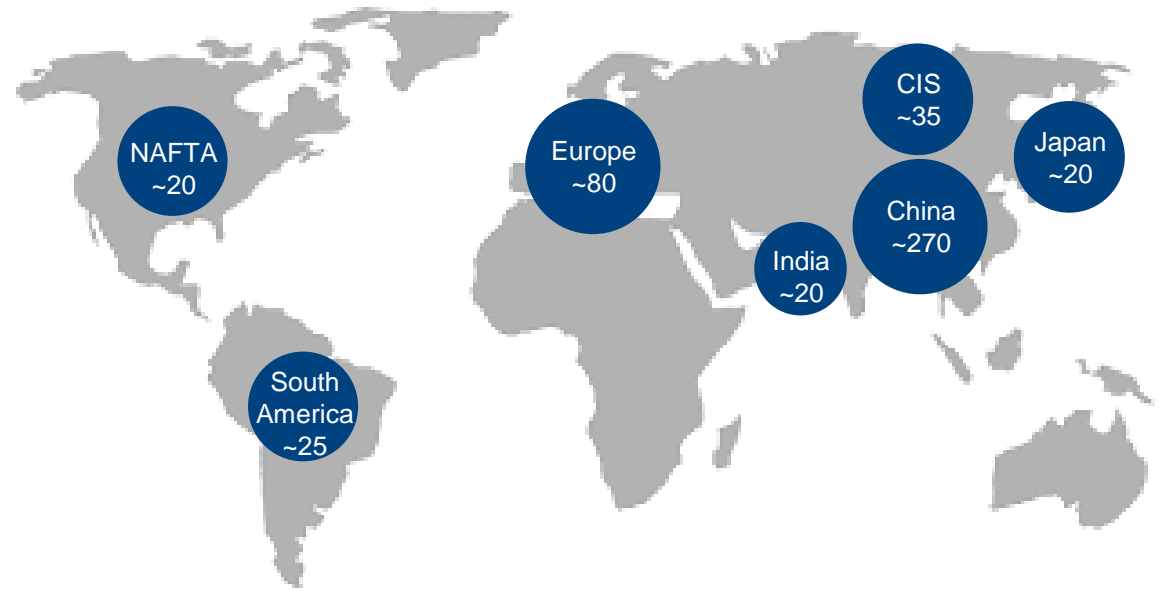 NAFTA
~20
South
America
~25
Europe
~80
CIS
~35
Japan
~20
China
~270
India
~20